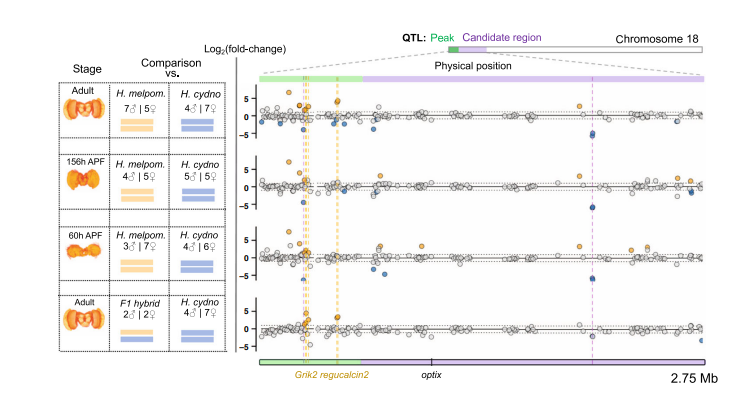 QTL: Peak Candidate region
Chromosome 18
Log2(fold-change)
Physical position
Stage
Comparison
vs.
Adult
H. melpom.
H. cydno
7♂ | 5♀
4♂ | 7♀
5
0
−5
156h APF
H. melpom.
H. cydno
4♂ | 5♀
5♂ | 5♀
5
0
−5
60h APF
H. melpom.
H. cydno
3♂ | 7♀
4♂ | 6♀
5
0
−5
Adult
F1 hybrid
H. cydno
2♂ | 2♀
4♂ | 7♀
5
0
−5
Grik2 regucalcin2
optix
2.75 Mb